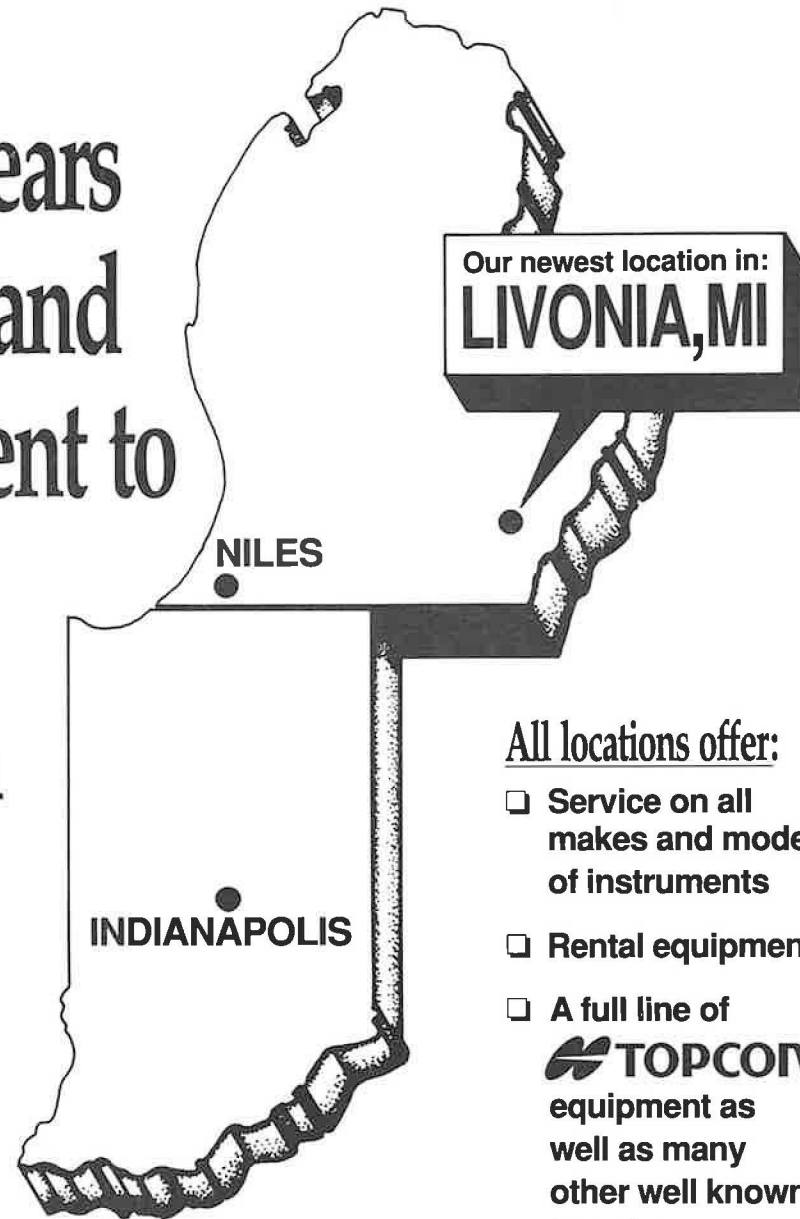 ears
and
ent to
Our newest location in:
LIVONIA,MI
NILES
INDIANAPOLIS
All locations offer:
❏ Service on all
makes and mode
of instruments
❏ Rental equipmen
❏ A full line of
TOPCON
equipment as
well as many
other well known